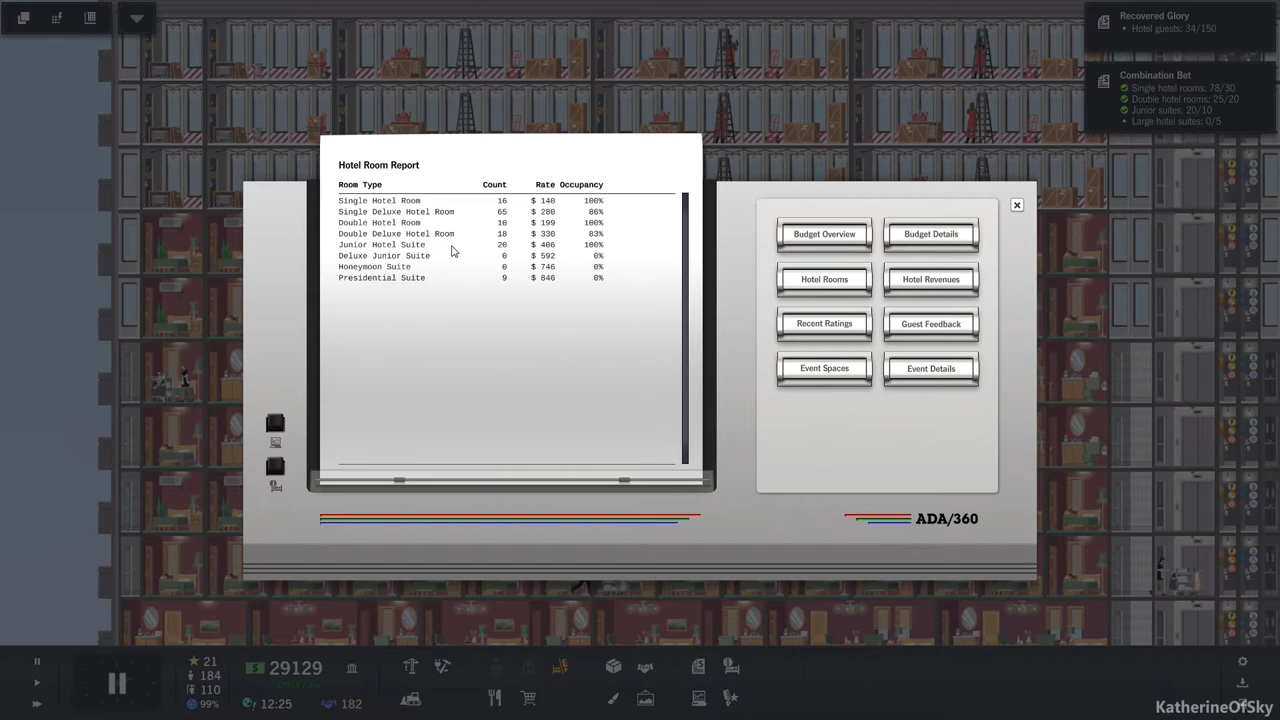 Recovered Glory
• Hotel guests: 34/150
Combination Bet
Single hotel rooms: 78/30
Double hotel rooms: 25/20
Junior suites: 20/10
• Large hotel suites: 0/5
Hotel Room Report
Room Type Count Rate Occupancy
Single Hotel Room 16 $ 140 100%
Single Deluxe Hotel Room 65 $ 280 86%
Double Hotel Room 10 $ 199 100%
Double Deluxe Hotel Room 18 $ 330 83%
Junior Hotel Suite 20 $ 406 100%
Deluxe Junior Suite 0 $ 592 0%
Honeymoon Suite 0 $ 746 0%
Presidential Suite 9 $ 846 0%
Budget Overview Budget Details
Hotel Rooms Hotel Revenues
Recent Ratings Guest Feedback
Event Spaces Event Details
ADA/360
21
184
110
99%
$ 29129
12:25
182
KatherineOfSky